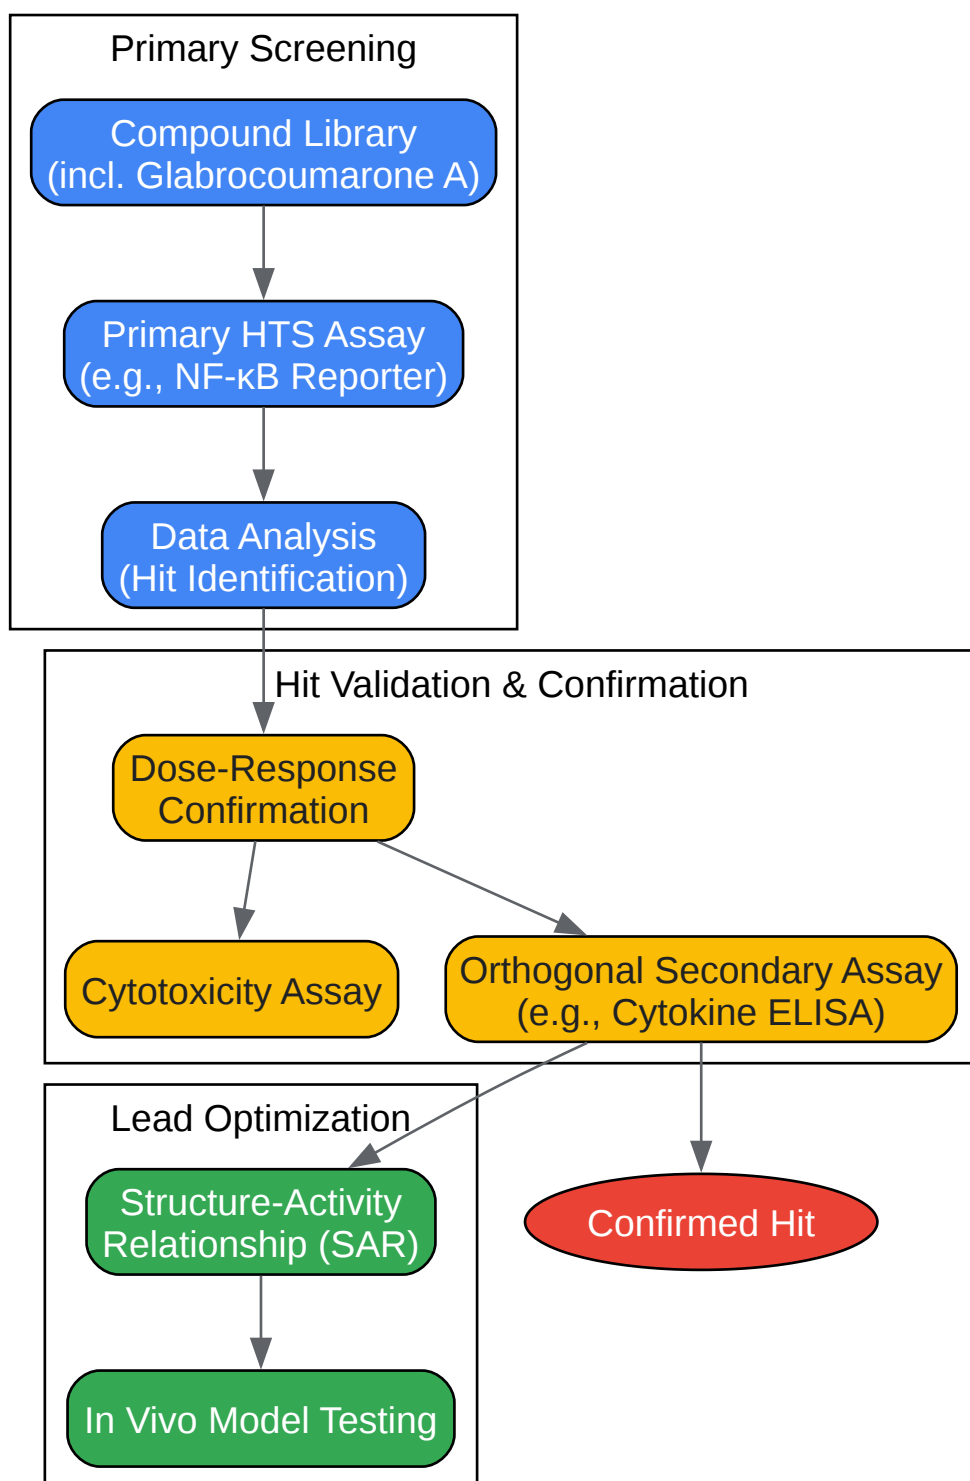 Primary Screening
Compound Library
(incl. Glabrocoumarone A)
Primary HTS Assay
(e.g., NF-κB Reporter)
Data Analysis
(Hit Identification)
Hit Validation & Confirmation
Dose-Response
Confirmation
Cytotoxicity Assay
Orthogonal Secondary Assay
(e.g., Cytokine ELISA)
Lead Optimization
Structure-Activity
Relationship (SAR)
Confirmed Hit
In Vivo Model Testing